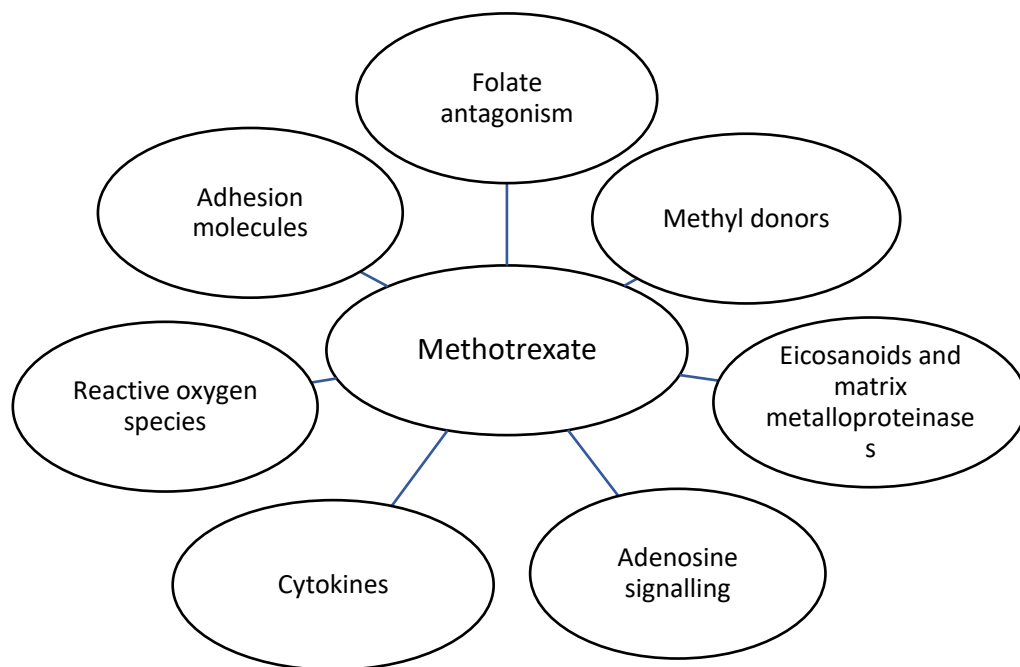 Folate
antagonism
Adhesion
molecules
Methyl donors
Methotrexate
Reactive oxygen
species
Eicosanoids and
matrix
metalloproteinase
s
Cytokines
Adenosine
signalling